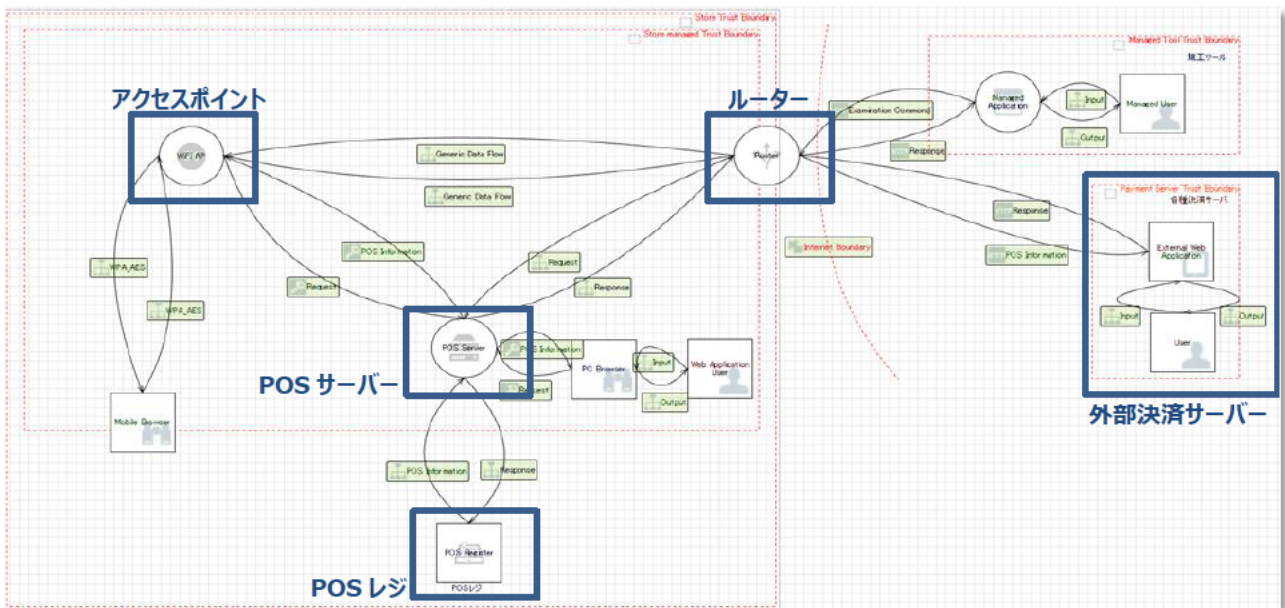 Store Trust Boundary
Store managed Trust Boundary
Managed Tool Trust Boundary
施工ツール
アクセスポイント
ルーター
WiFi AP
Router
Generic Data Flow
Generic Data Flow
Examination Command
Response
Managed Application
Input
Output
Managed User
Payment Server Trust Boundary
各種決済サーバ
Response
POS Information
External Web Application
Input
Output
User
外部決済サーバー
Internet Boundary
WPA_AES
WPA_AES
Mobile Browser
POS Information
Request
Request
Response
POS Server
POS サーバー
POS Information
Request
PC Browser
Input
Output
Web Application User
POS Information
Response
POS Register
POSレジ
POS レジ